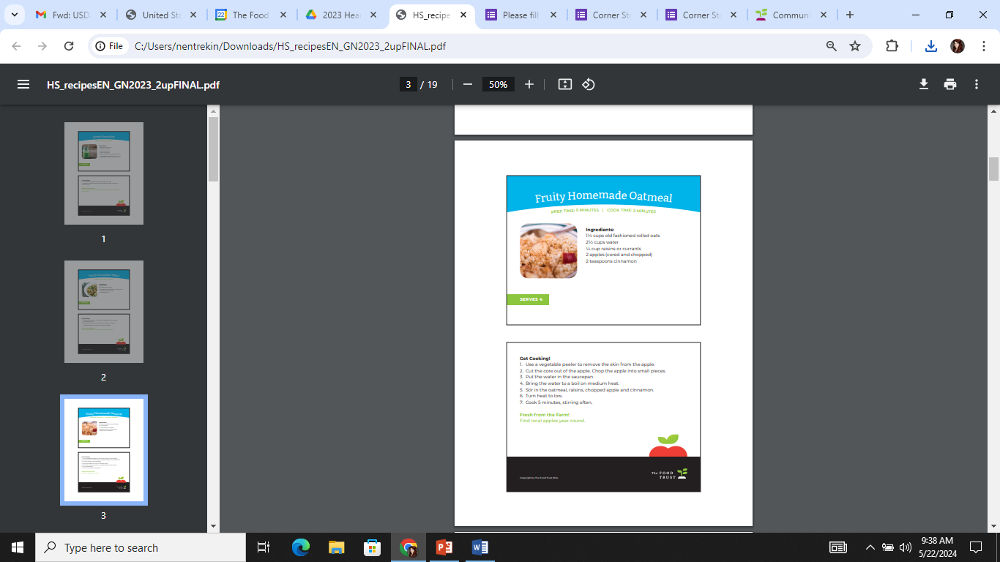 Fwd: USD
United Sta
22
The Food
2023 Hea
HS_recipe
Please fill
Corner St
Corner St
Communi
File
C:/Users/nentrekin/Downloads/HS_recipesEN_GN2023_2upFINAL.pdf
HS_recipesEN_GN2023_2upFINAL.pdf
3 / 19
50%
1
2
Fruity Homemade Oatmeal
3
Fruity Homemade Oatmeal
PREP TIME: 5 MINUTES | COOK TIME: 5 MINUTES
Ingredients:
1½ cups old fashioned rolled oats
2½ cups water
¼ cup raisins or currants
2 apples (cored and chopped)
2 teaspoons cinnamon
SERVES 4
Get Cooking!
1. Use a vegetable peeler to remove the skin from the apple.
2. Cut the core out of the apple. Chop the apple into small pieces.
3. Put the water in the saucepan.
4. Bring the water to a boil on medium heat.
5. Stir in the oatmeal, raisins, chopped apple and cinnamon.
6. Turn heat to low.
7. Cook 5 minutes, stirring often.
Fresh from the Farm!
Find local apples year-round.
Copyright by The Food Trust
The FOOD
TRUST
Type here to search
9:38 AM
5/22/2024